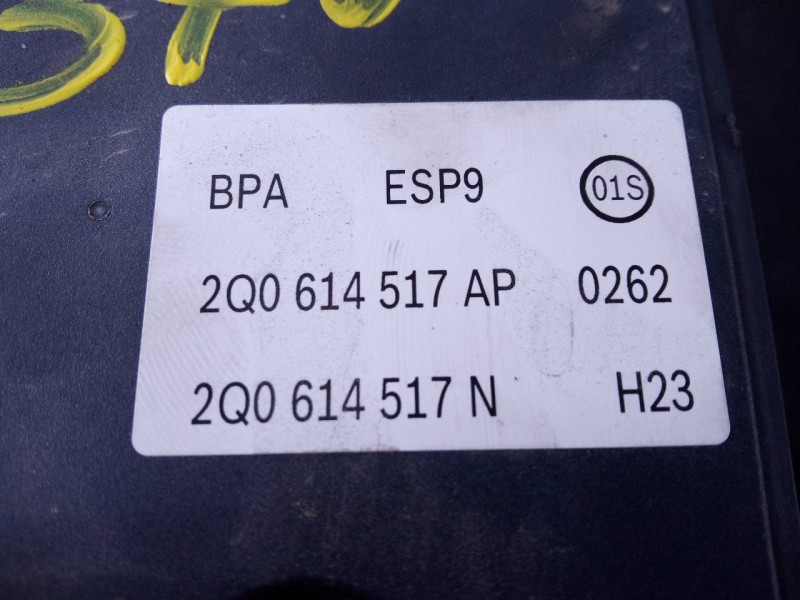 BPA ESP9 01S
2Q0 614 517 AP 0262
2Q0 614 517 N H23